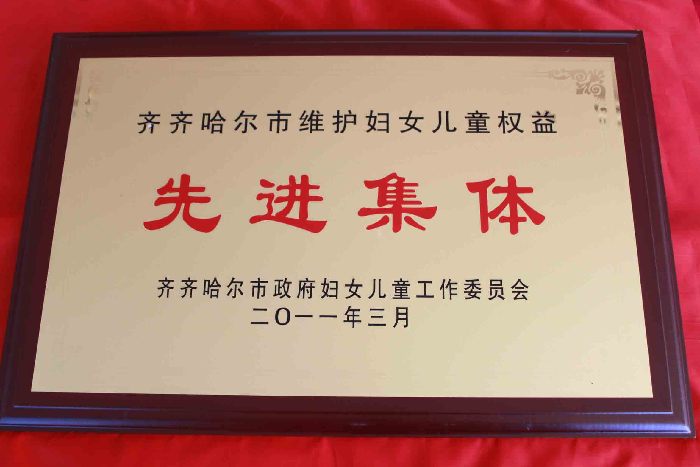 齐齐哈尔市维护妇女儿童权益
先进集体
齐齐哈尔市政府妇女儿童工作委员会
二O一一年三月